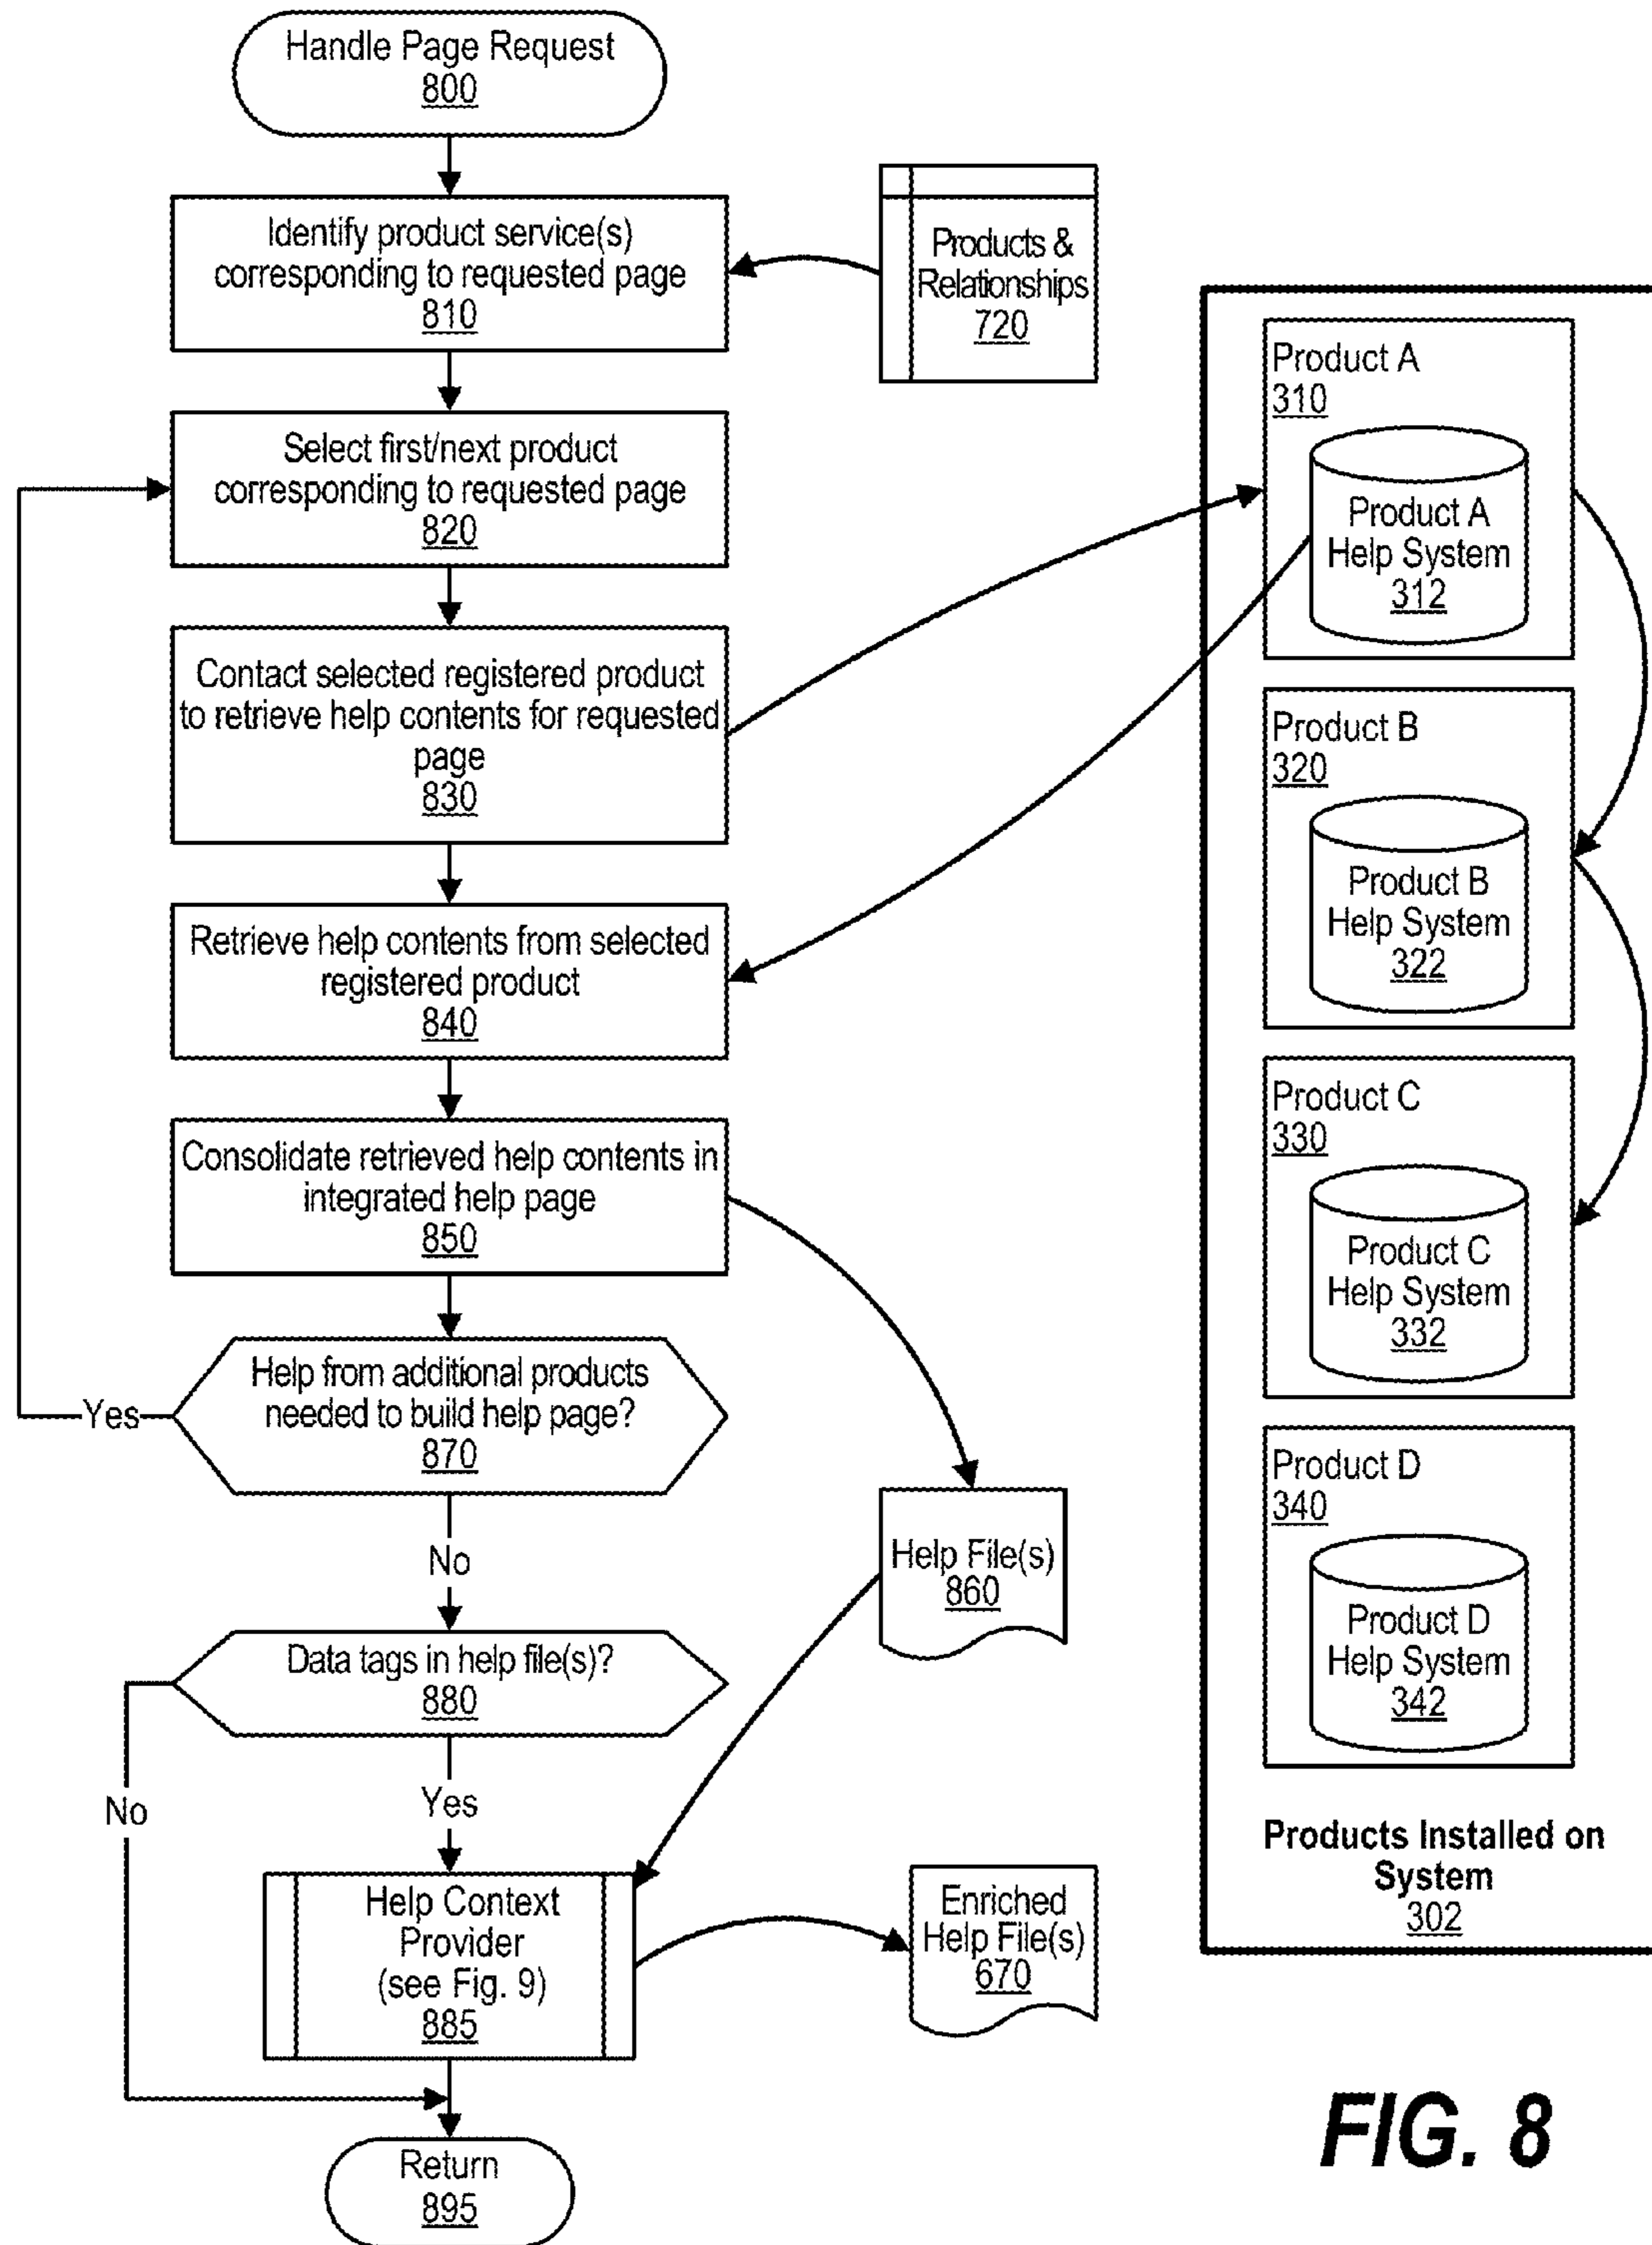 Handle Page Request
800
Identify product service(s)
corresponding to requested page
810
Products &
Relationships
720
Select first/next product
corresponding to requested page
820
Contact selected registered product
to retrieve help contents for requested
page
830
Retrieve help contents from selected
registered product
840
Consolidate retrieved help contents in
integrated help page
850
Help from additional products
needed to build help page?
870
Yes
No
Help File(s)
860
Data tags in help file(s)?
880
No
Yes
Help Context
Provider
(see Fig. 9)
885
Enriched
Help File(s)
670
Return
895
Product A
310
Product A
Help System
312
Product B
320
Product B
Help System
322
Product C
330
Product C
Help System
332
Product D
340
Product D
Help System
342
Products Installed on
System
302
FIG. 8